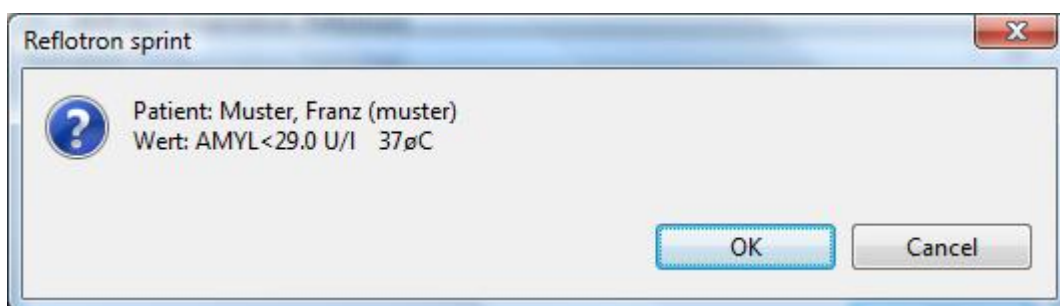 Reflotron sprint
Patient: Muster, Franz (muster)
Wert: AMYL<29.0 U/l 37øC
OK
Cancel